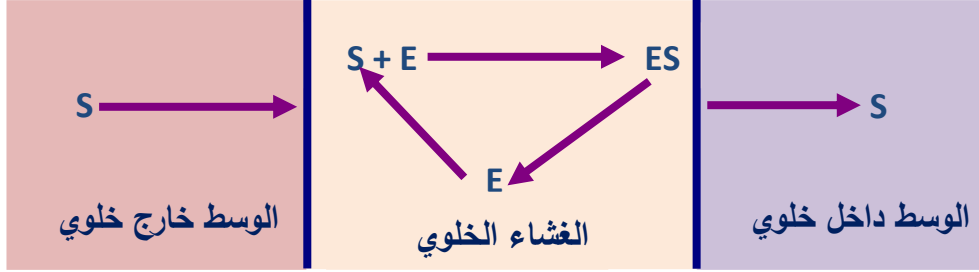 S + E
ES
S
S
E
الوسط خارج خلوي
الغشاء الخلوي
الوسط داخل خلوي